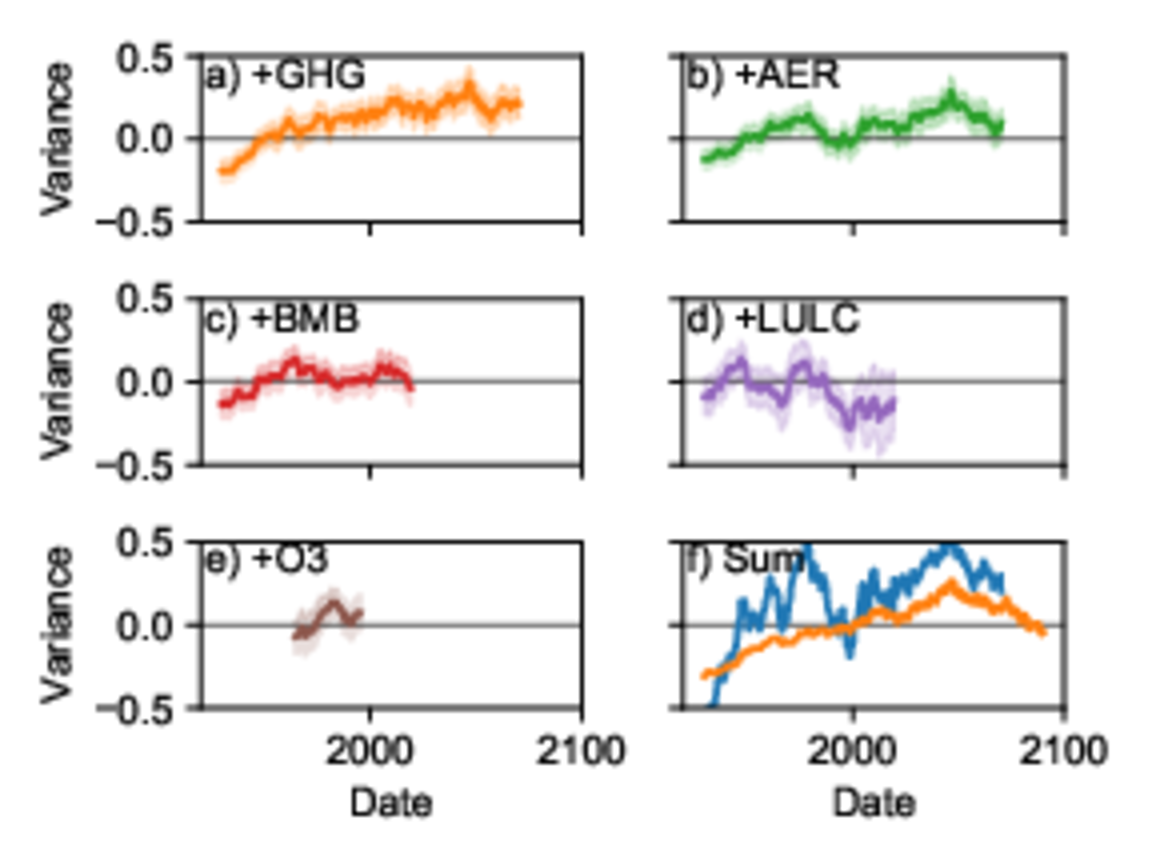 a) +GHG
b) +AER
0.5
0.0
−0.5
Variance
c) +BMB
d) +LULC
0.5
0.0
−0.5
Variance
e) +O3
f) Sum
0.5
0.0
−0.5
Variance
2000
2100
2000
2100
Date
Date